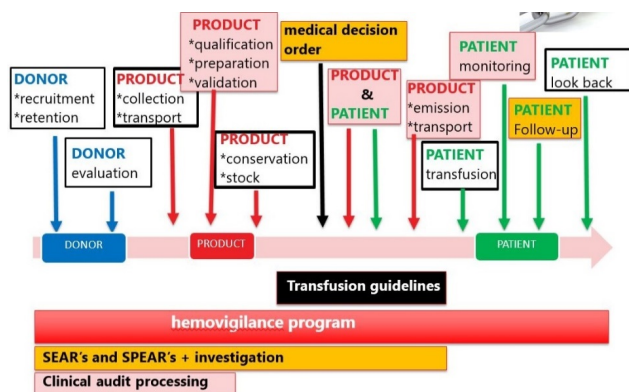 DONOR
*recruitment
*retention
DONOR
evaluation
PRODUCT
*collection
*transport
PRODUCT
*qualification
*preparation
*validation
PRODUCT
*conservation
*stock
medical decision
order
PRODUCT
&
PATIENT
PRODUCT
*emission
*transport
PATIENT
transfusion
PATIENT
monitoring
PATIENT
Follow-up
PATIENT
look back
DONOR
PRODUCT
PATIENT
Transfusion guidelines
hemovigilance program
SEAR's and SPEAR's + investigation
Clinical audit processing